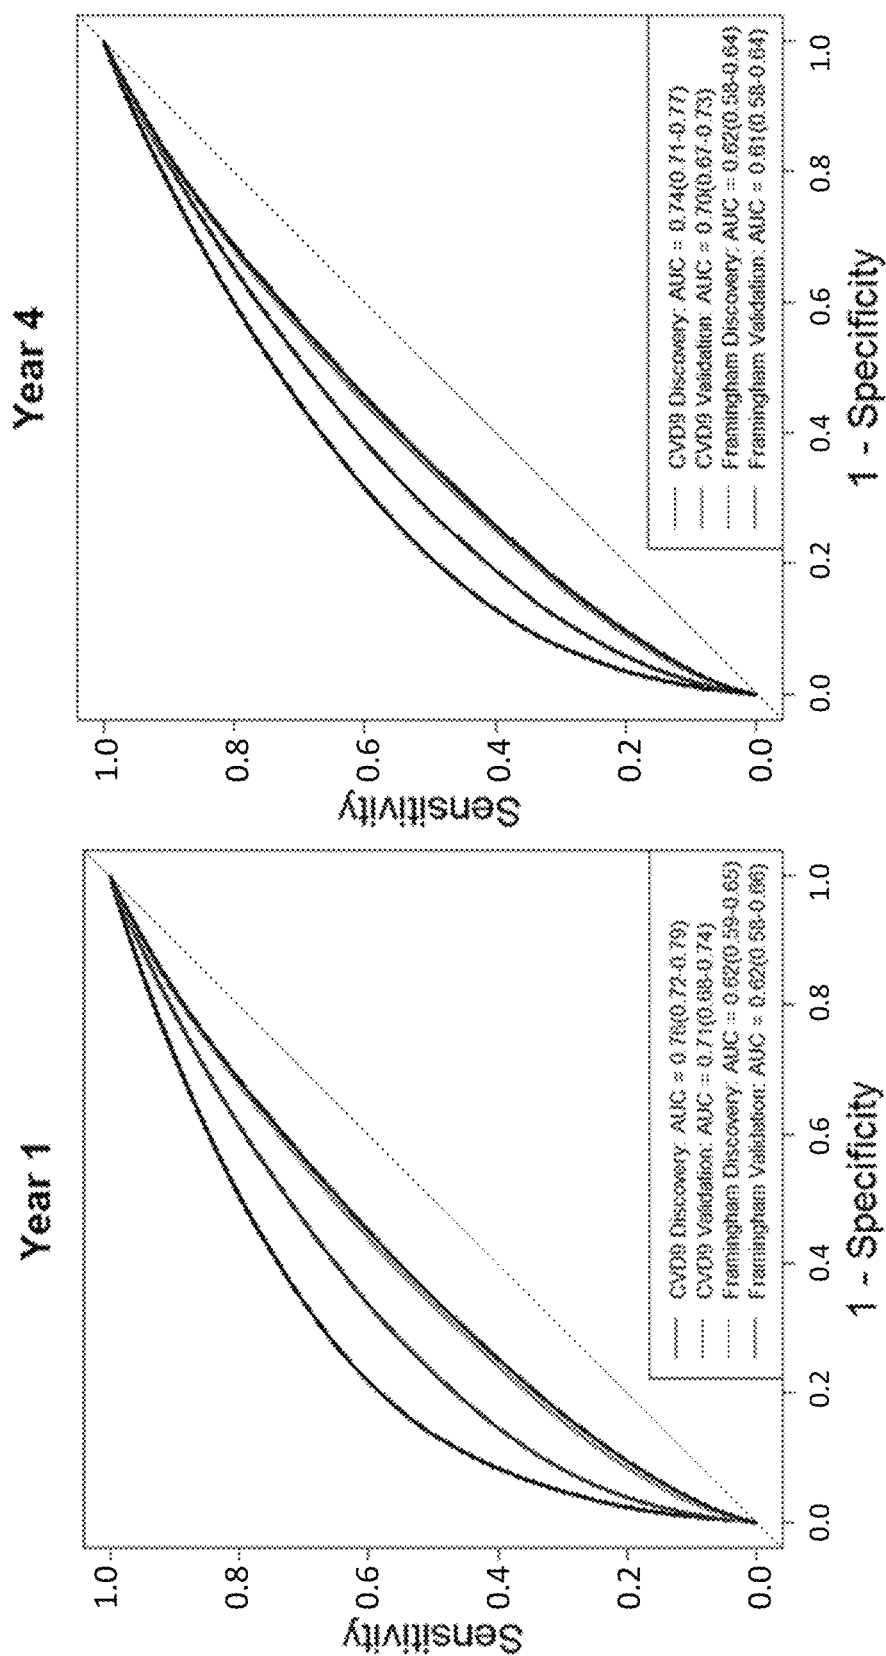 Year 1
Sensitivity
1.0
0.8
0.6
0.4
0.2
0.0
CVD9 Discovery: AUC = 0.76(0.72-0.79)
CVD9 Validation: AUC = 0.71(0.68-0.74)
Framingham Discovery: AUC = 0.62(0.59-0.65)
Framingham Validation: AUC = 0.62(0.58-0.66)
0.0 0.2 0.4 0.6 0.8 1.0
1 - Specificity
Year 4
Sensitivity
1.0
0.8
0.6
0.4
0.2
0.0
CVD9 Discovery: AUC = 0.74(0.71-0.77)
CVD9 Validation: AUC = 0.70(0.67-0.73)
Framingham Discovery: AUC = 0.62(0.58-0.64)
Framingham Validation: AUC = 0.61(0.58-0.64)
0.0 0.2 0.4 0.6 0.8 1.0
1 - Specificity